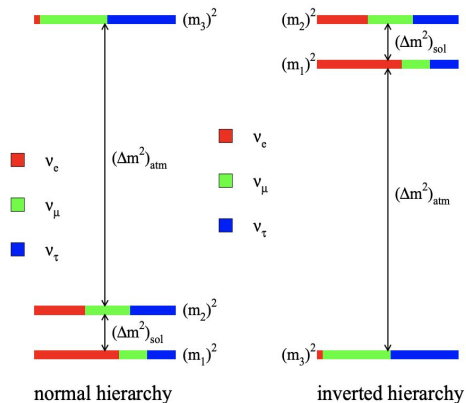 (m₃)²
(Δm²)atm
νe
νμ
ντ
(m₂)²
(Δm²)sol
(m₁)²
normal hierarchy
(m₂)²
(Δm²)sol
(m₁)²
νe
νμ
ντ
(Δm²)atm
(m₃)²
inverted hierarchy